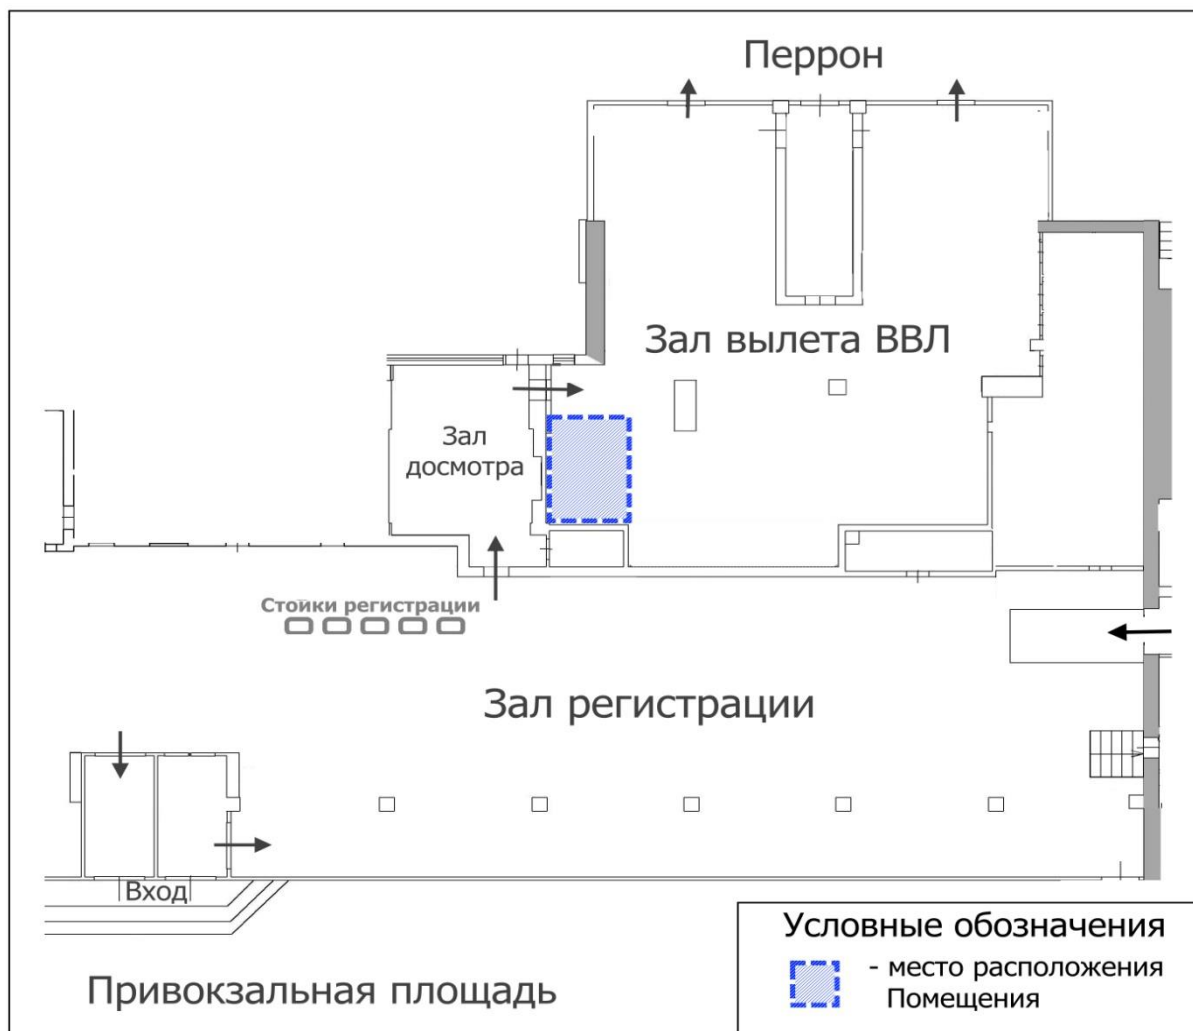 Перрон
Зал вылета ВВЛ
Зал
досмотра
Стойки регистрации
Зал регистрации
Вход
Условные обозначения
- место расположения
Помещения
Привокзальная площадь